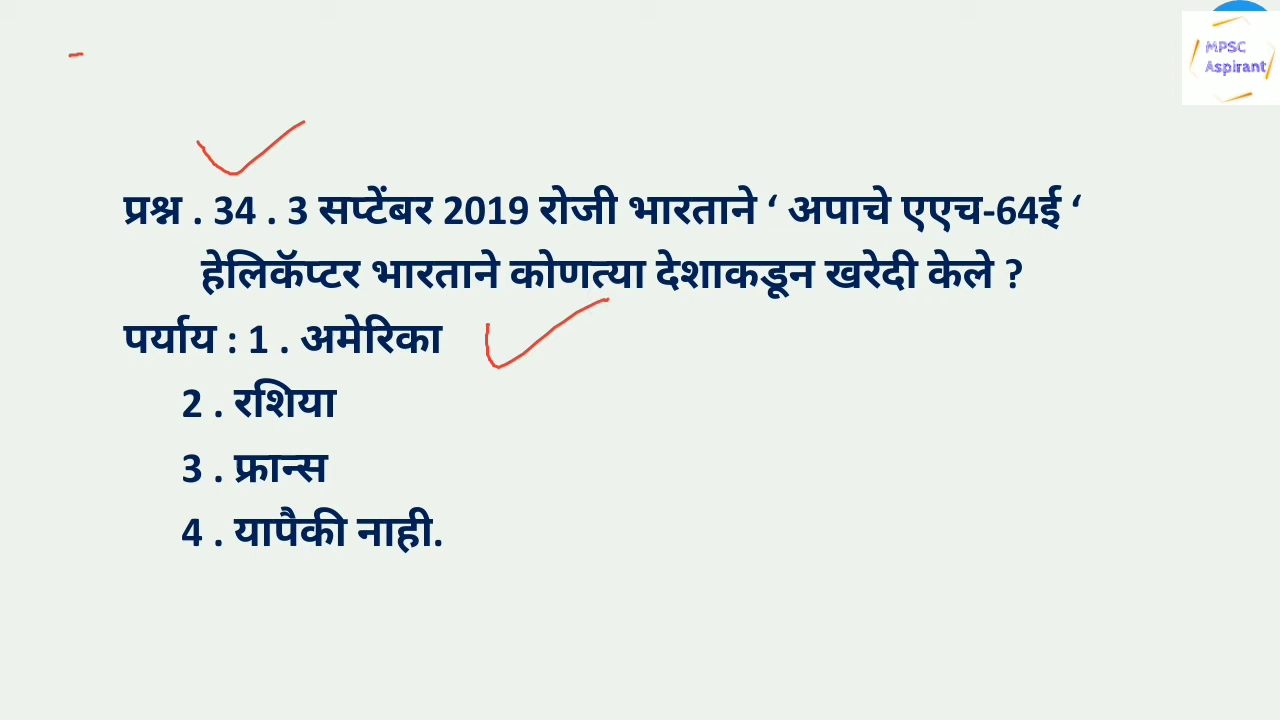 MPSC
Aspirant
प्रश्न . 34 . 3 सप्टेंबर 2019 रोजी भारताने ‘ अपाचे एएच-64ई ‘
हेलिकॅप्टर भारताने कोणत्या देशाकडून खरेदी केले ?
पर्याय : 1 . अमेरिका
2 . रशिया
3 . फ्रान्स
4 . यापैकी नाही.